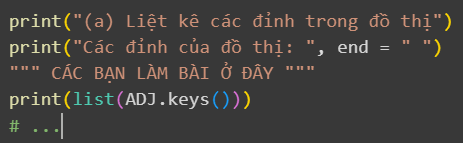 print("(a) Liệt kê các đỉnh trong đồ thị")
print("Các đỉnh của đồ thị: ", end = " ")
""" CÁC BẠN LÀM BÀI Ở ĐÂY """
print(list(ADJ.keys()))
# ...